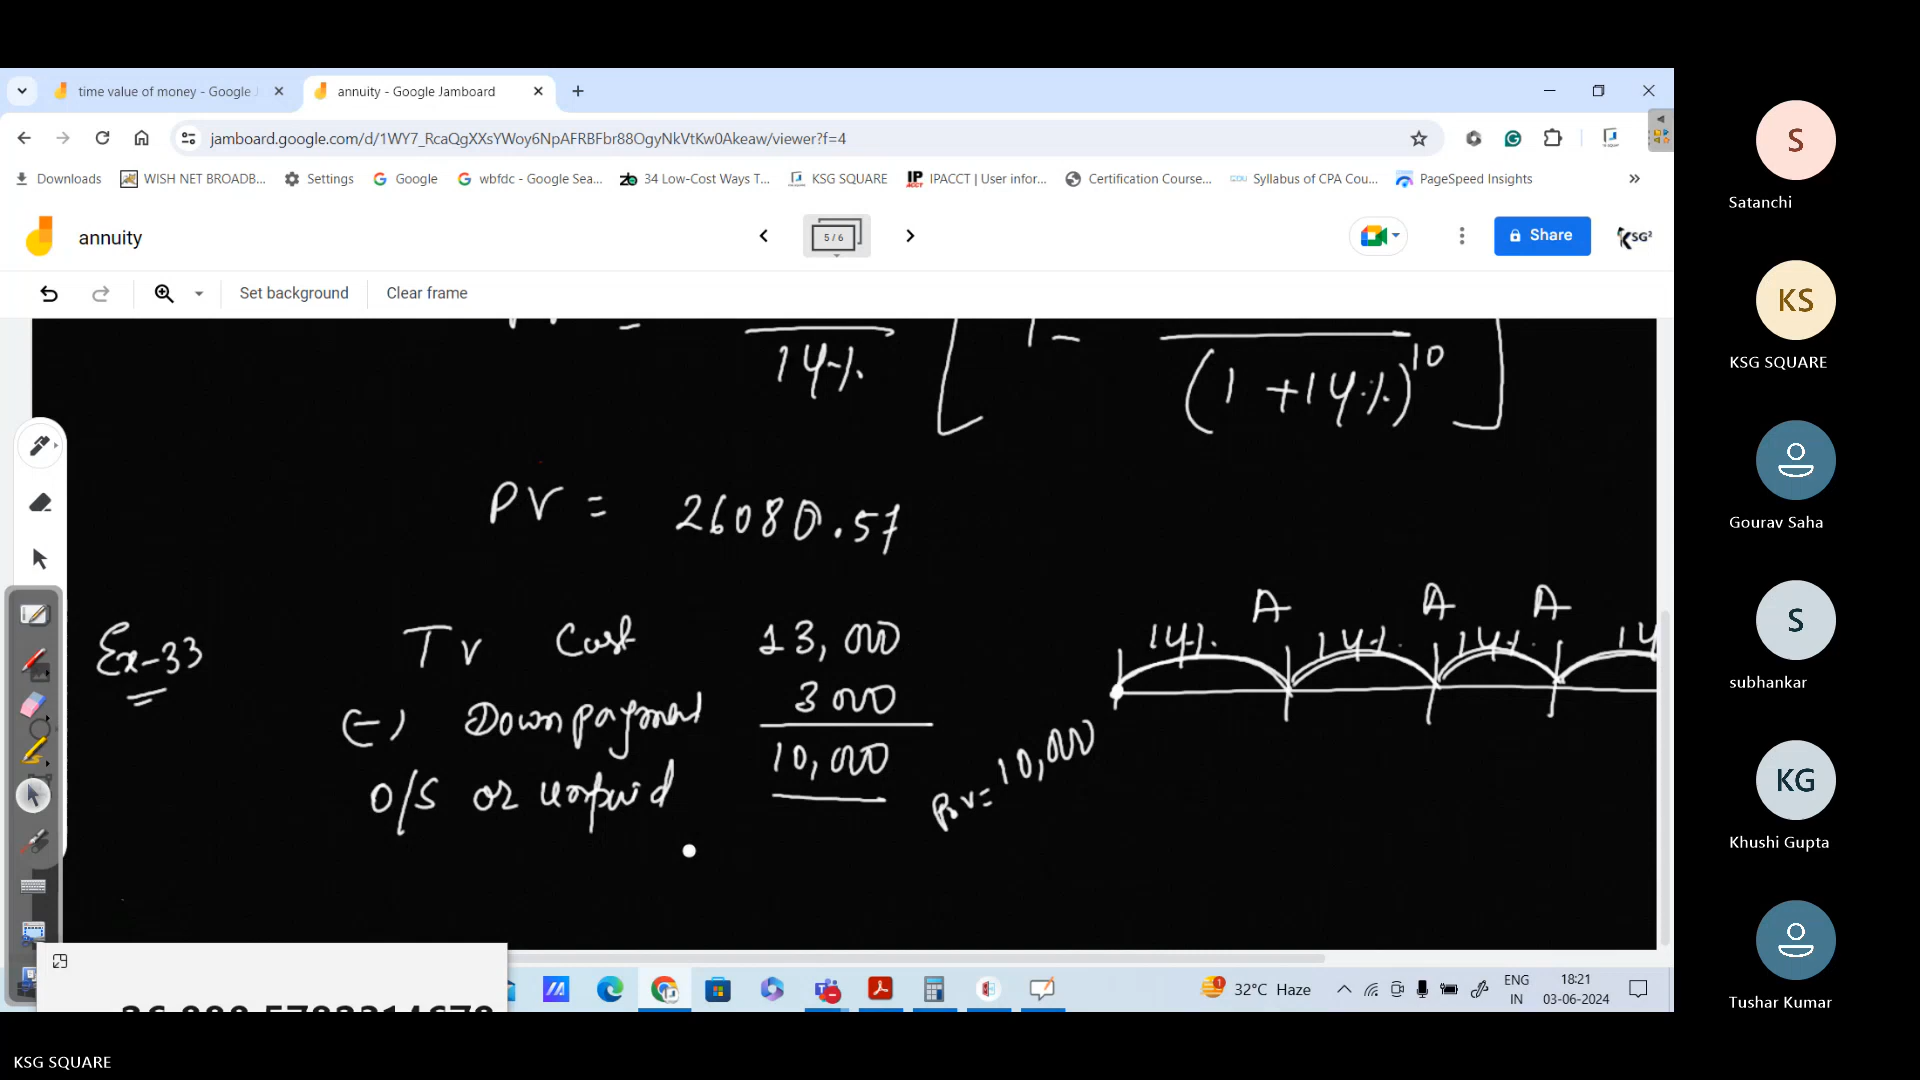 time value of money - Google J
annuity - Google Jamboard
jamboard.google.com/d/1WY7_RcaQgXXsYWoy6NpAFRBFbr88OgyNkVtKw0Akeaw/viewer?f=4
Downloads WISH NET BROADB... Settings Google wbfdc - Google Sea... 34 Low-Cost Ways T... KSG SQUARE IPACCT | User infor... Certification Course... Syllabus of CPA Cou... PageSpeed Insights »
annuity
5 / 6
Share
KSG²
Set background Clear frame
14%
1 -
(1 + 14%)^10
PV = 26080.57
Ex-33
TV Cost 13,000
(-) Downpayment 3000
O/S or unpaid 10,000
PV = 10,000
A A A
14% 14% 14% 14
32°C Haze
ENG
IN
18:21
03-06-2024
S
Satanchi
KS
KSG SQUARE
Gourav Saha
S
subhankar
KG
Khushi Gupta
Tushar Kumar
KSG SQUARE